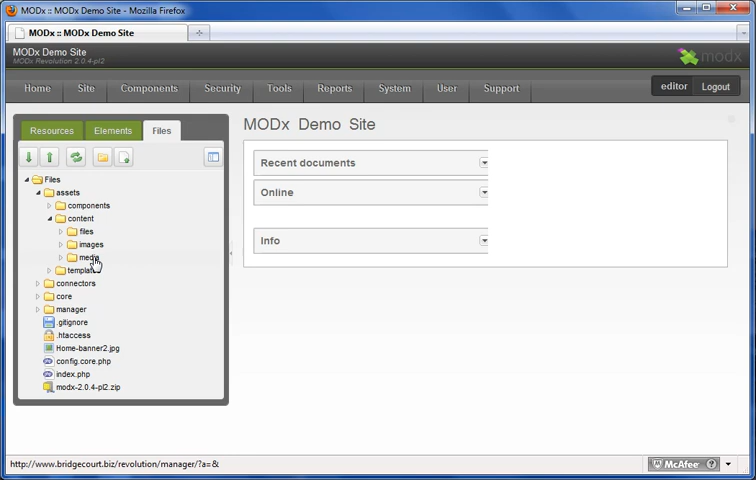 MODx :: MODx Demo Site - Mozilla Firefox
MODx :: MODx Demo Site
MODx Demo Site
MODx Revolution 2.0.4-pl2
modx
Home Site Components Security Tools Reports System User Support editor Logout
Resources Elements Files
MODx Demo Site
Files
assets
components
content
files
images
media
templates
connectors
core
manager
.gitignore
.htaccess
Home-banner2.jpg
config.core.php
index.php
modx-2.0.4-pl2.zip
Recent documents
Online
Info
http://www.bridgecourt.biz/revolution/manager/?a=&
McAfee